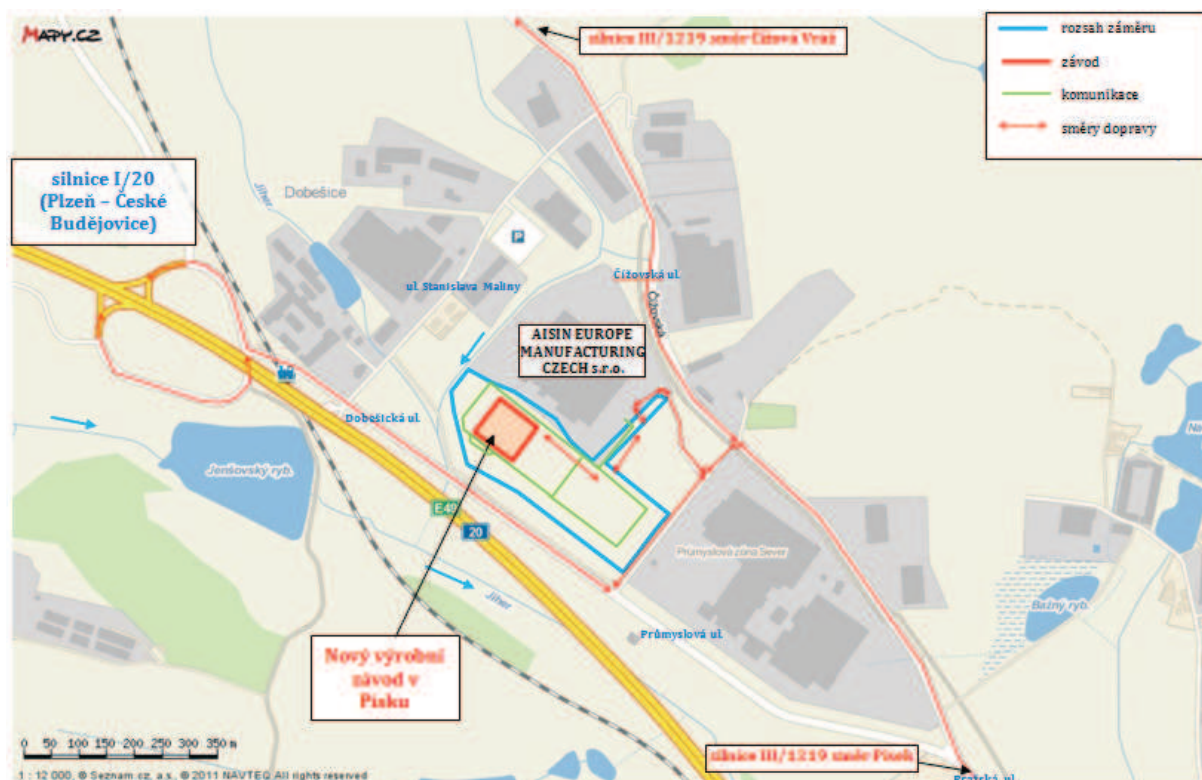 MAPY.CZ
silnice III/1219 směr Čížová Vráž
rozsah záměru
závod
komunikace
směry dopravy
silnice I/20
(Plzeň – České
Budějovice)
Jiher
Dobešice
P
Čížovská ul.
ul. Stanislava Maliny
Čížovská
AISIN EUROPE
MANUFACTURING
CZECH s.r.o.
Dobešická ul.
Jenšovský ryb.
Na
E49
20
Průmyslová zóna Sever
Jiher
Bažný ryb.
Průmyslová ul.
Nový výrobní
závod v
Písku
silnice III/1219 směr Písek
Pražská ul.
0 50 100 150 200 250 300 350 m
1 : 12 000, © Seznam cz, a.s., © 2011 NAVTEQ All rights reserved